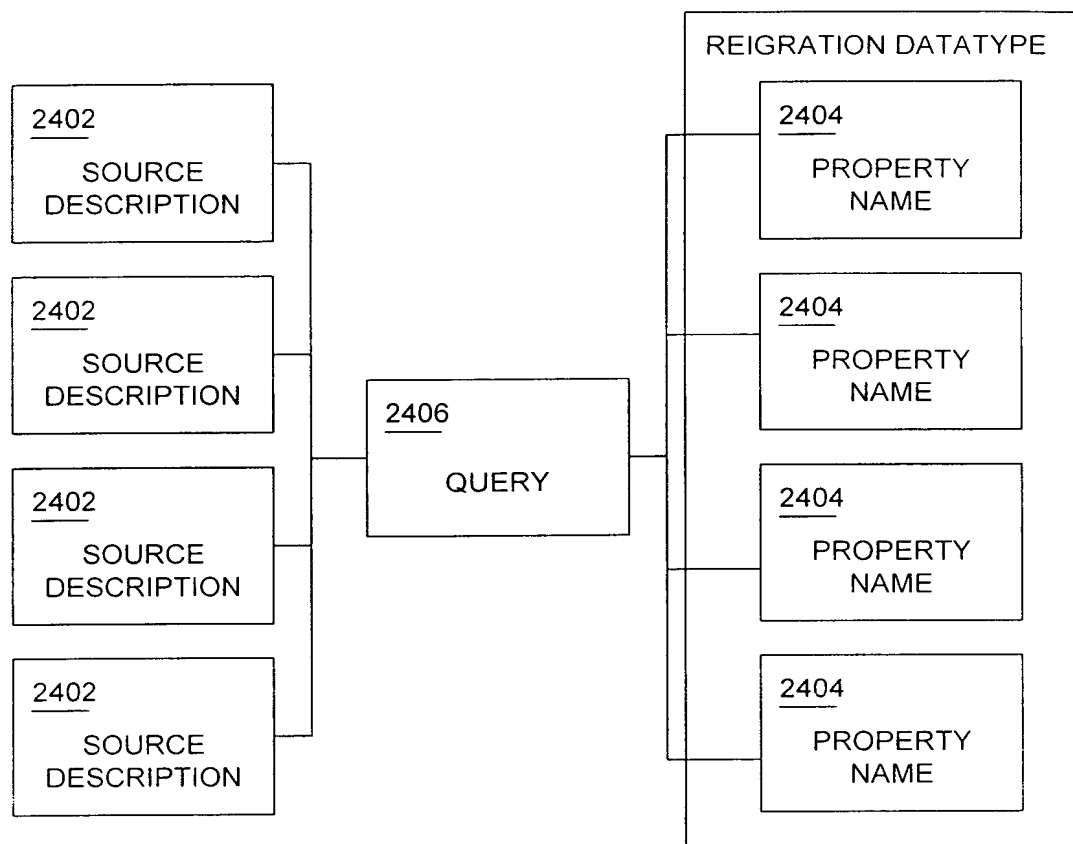 REIGRATION DATATYPE
2402
SOURCE
DESCRIPTION
2402
SOURCE
DESCRIPTION
2402
SOURCE
DESCRIPTION
2402
SOURCE
DESCRIPTION
2406
QUERY
2404
PROPERTY
NAME
2404
PROPERTY
NAME
2404
PROPERTY
NAME
2404
PROPERTY
NAME